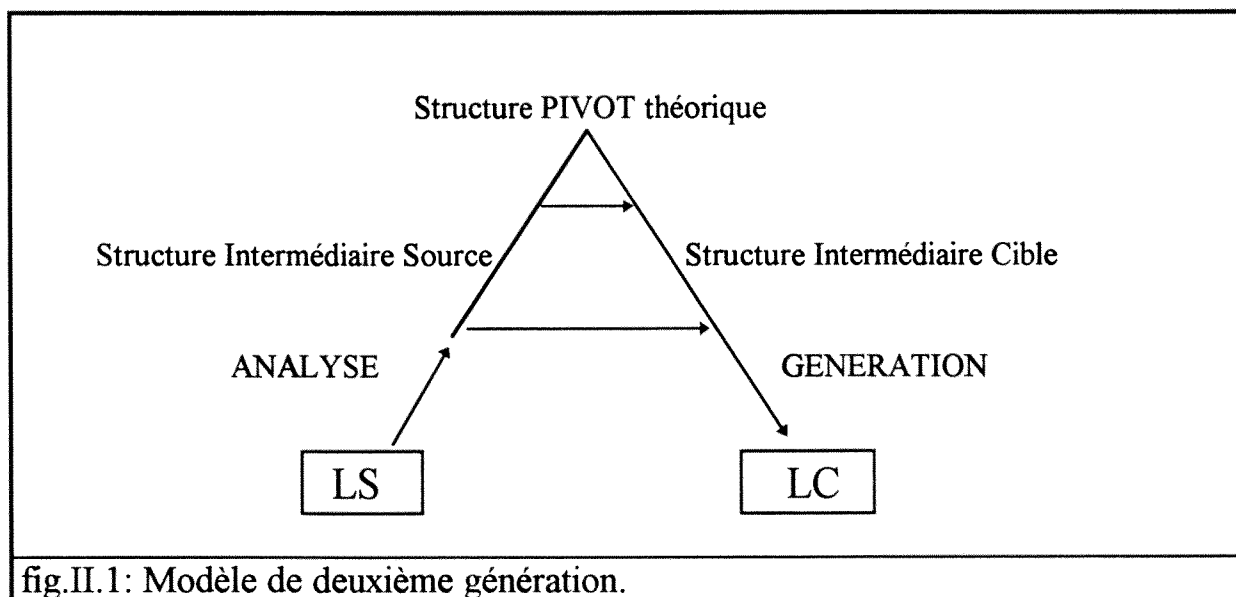 Structure PIVOT théorique
Structure Intermédiaire Source
Structure Intermédiaire Cible
ANALYSE
GENERATION
LS
LC
fig.II.1: Modèle de deuxième génération.